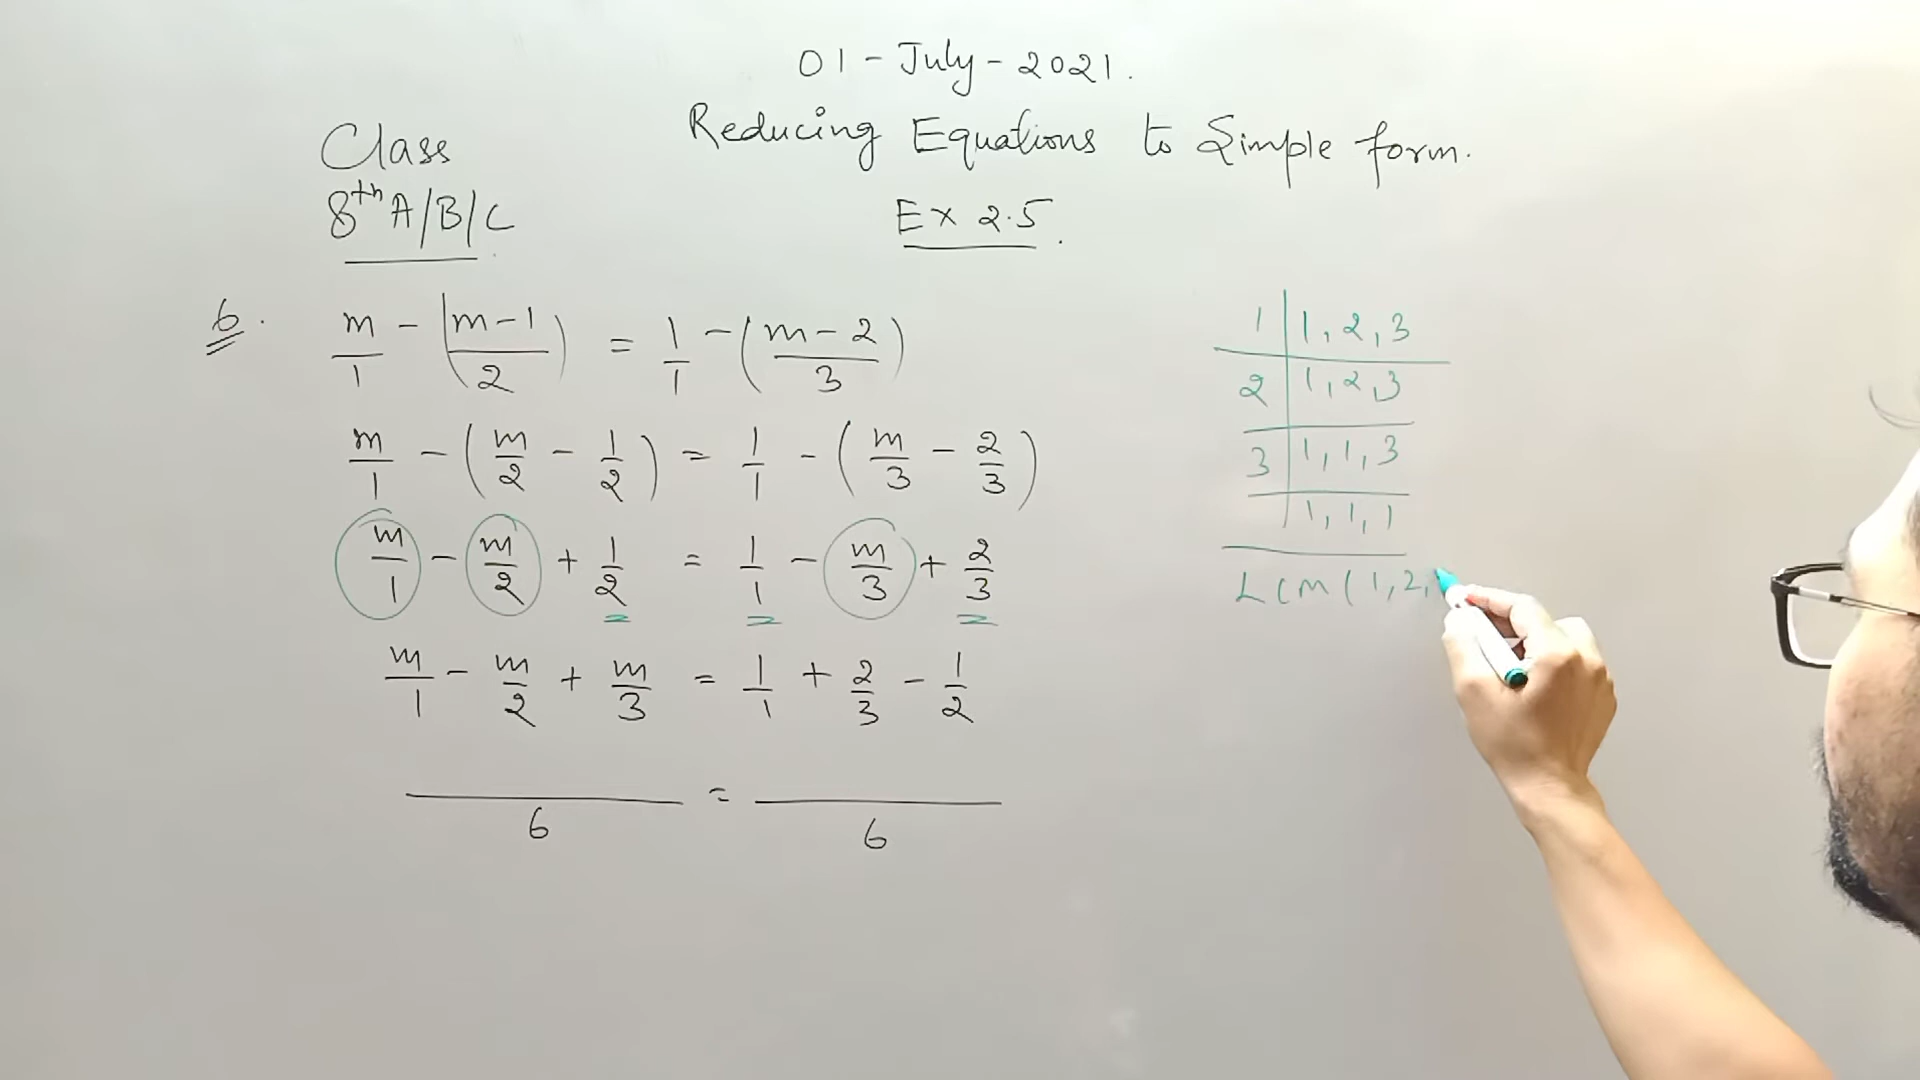 01 - July - 2021.
Reducing Equations to Simple form.
Class
8th A/B/C
Ex 2.5.
6.
m/1 - (m-1/2) = 1/1 - (m-2/3)
m/1 - (m/2 - 1/2) = 1/1 - (m/3 - 2/3)
m/1 - m/2 + 1/2 = 1/1 - m/3 + 2/3
m/1 - m/2 + m/3 = 1/1 + 2/3 - 1/2
/6 = /6
1 | 1, 2, 3
2 | 1, 2, 3
3 | 1, 1, 3
| 1, 1, 1
LCM (1, 2,